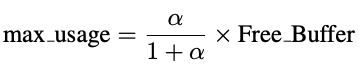 max_usage = α / (1 + α) × Free_Buffer